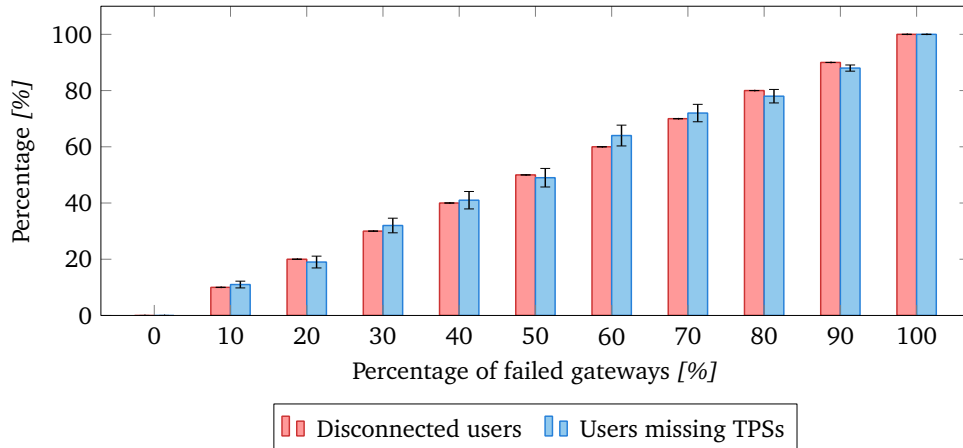 100
80
60
40
20
0
Percentage [%]
0 10 20 30 40 50 60 70 80 90 100
Percentage of failed gateways [%]
Disconnected users Users missing TPSs